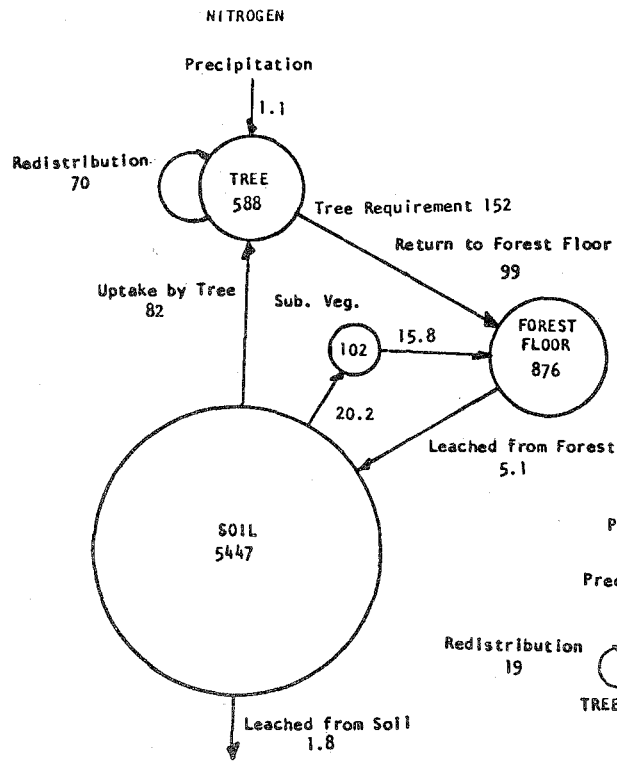 NITROGEN
Precipitation
1.1
Redistribution
70
TREE
588
Tree Requirement 152
Return to Forest Floor
99
Uptake by Tree
82
Sub. Veg.
102
15.8
FOREST
FLOOR
876
20.2
Leached from Forest
5.1
SOIL
5447
P
Prec
Redistribution
19
TREE
Leached from Soil
1.8